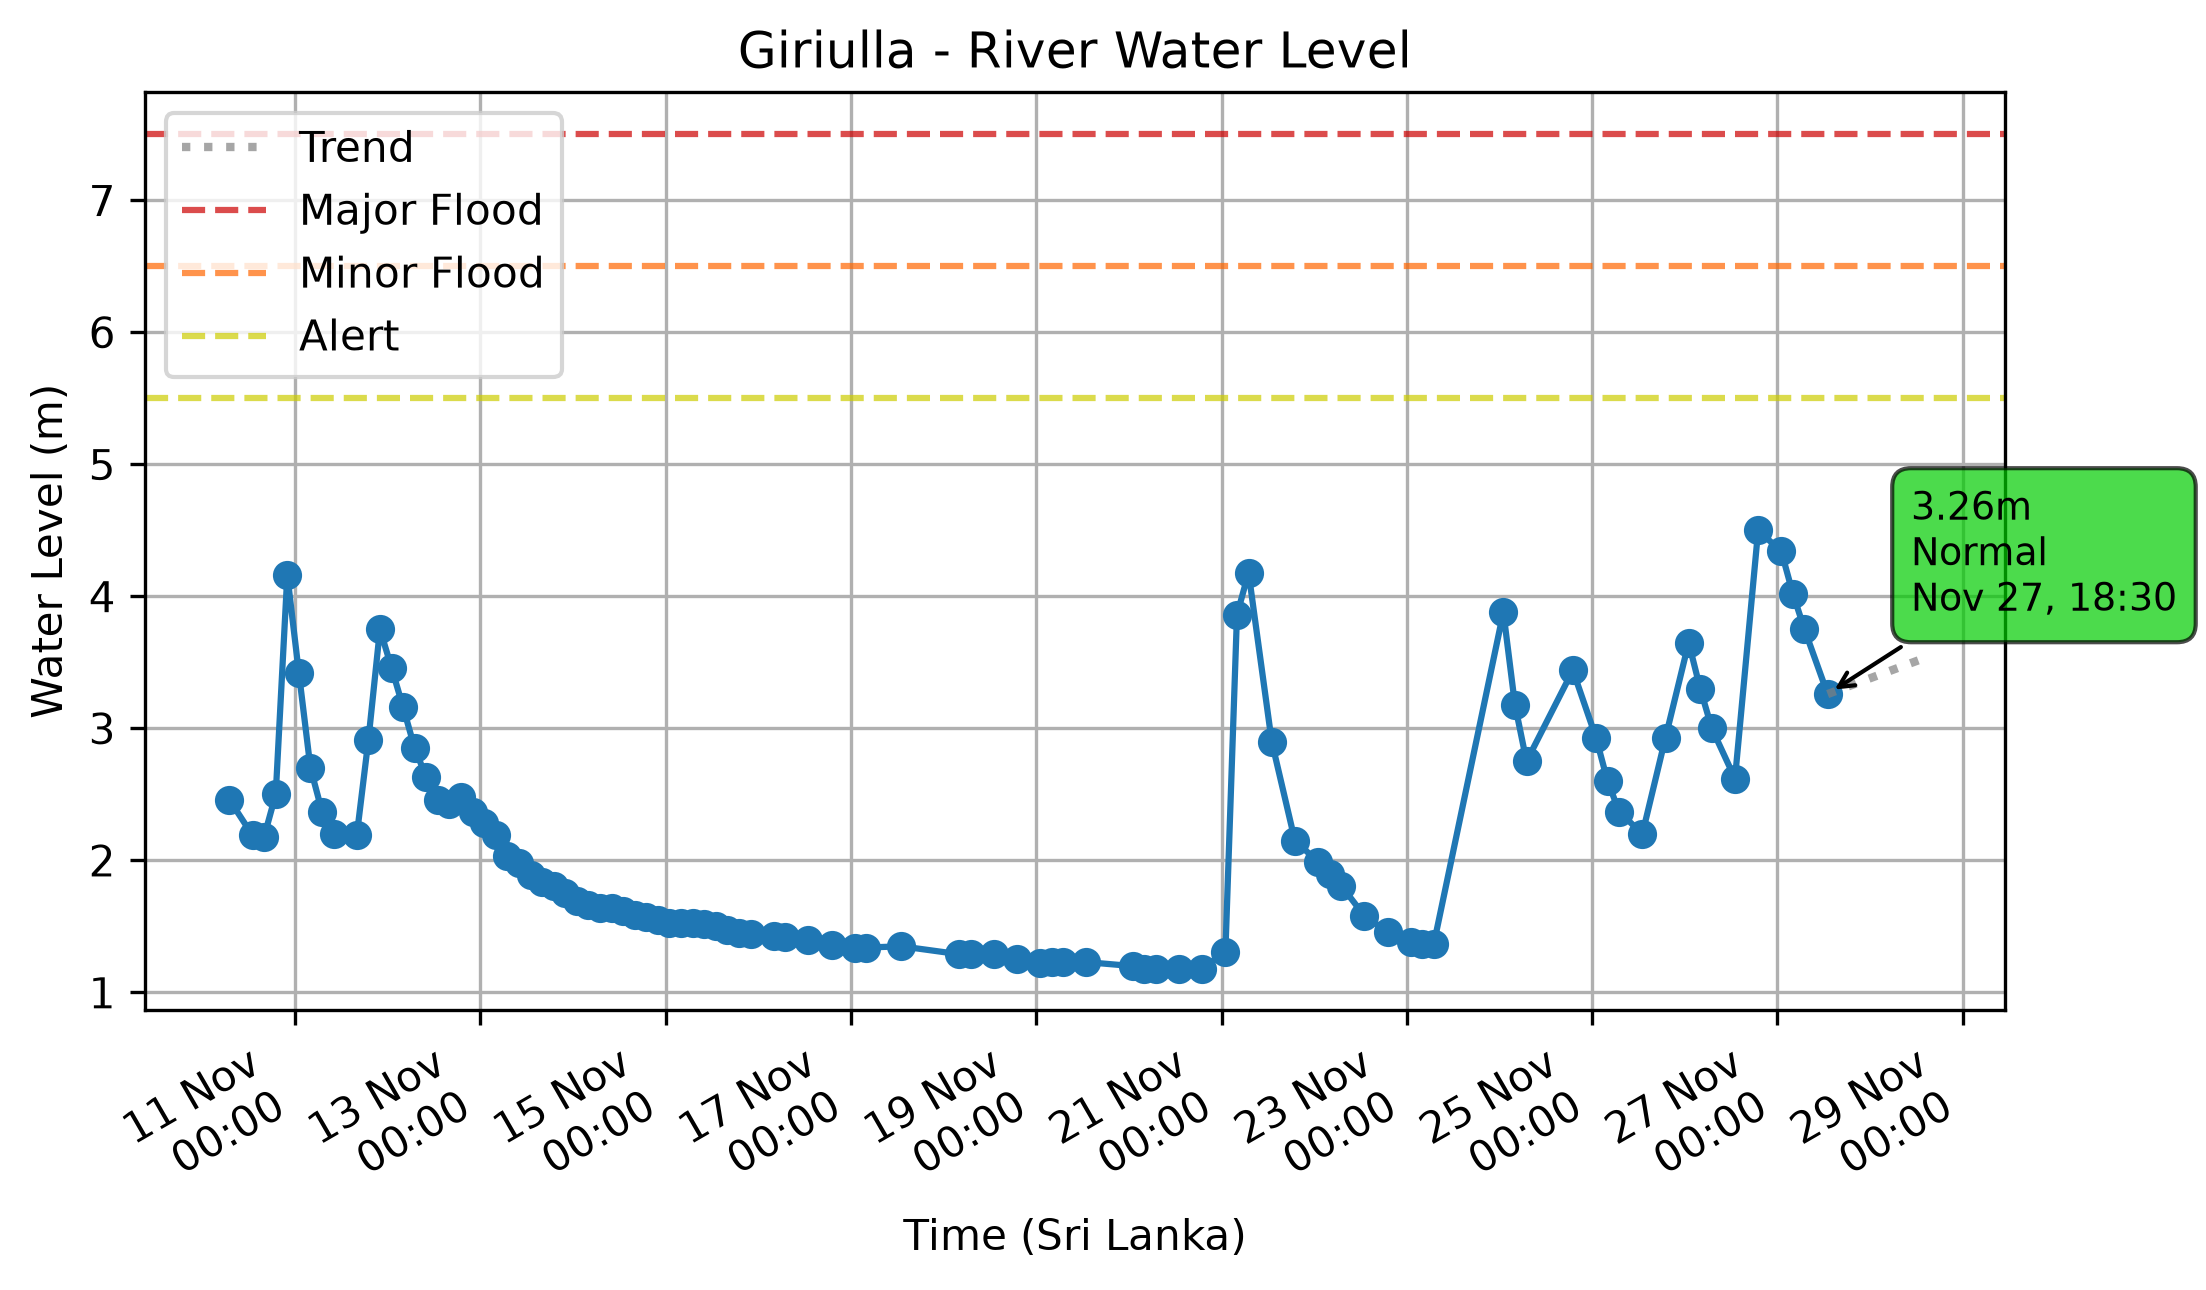 Giriulla - River Water Level
Trend
Major Flood
Minor Flood
Alert
Water Level (m)
7
6
5
4
3
2
1
3.26m
Normal
Nov 27, 18:30
11 Nov
00:00
13 Nov
00:00
15 Nov
00:00
17 Nov
00:00
19 Nov
00:00
21 Nov
00:00
23 Nov
00:00
25 Nov
00:00
27 Nov
00:00
29 Nov
00:00
Time (Sri Lanka)